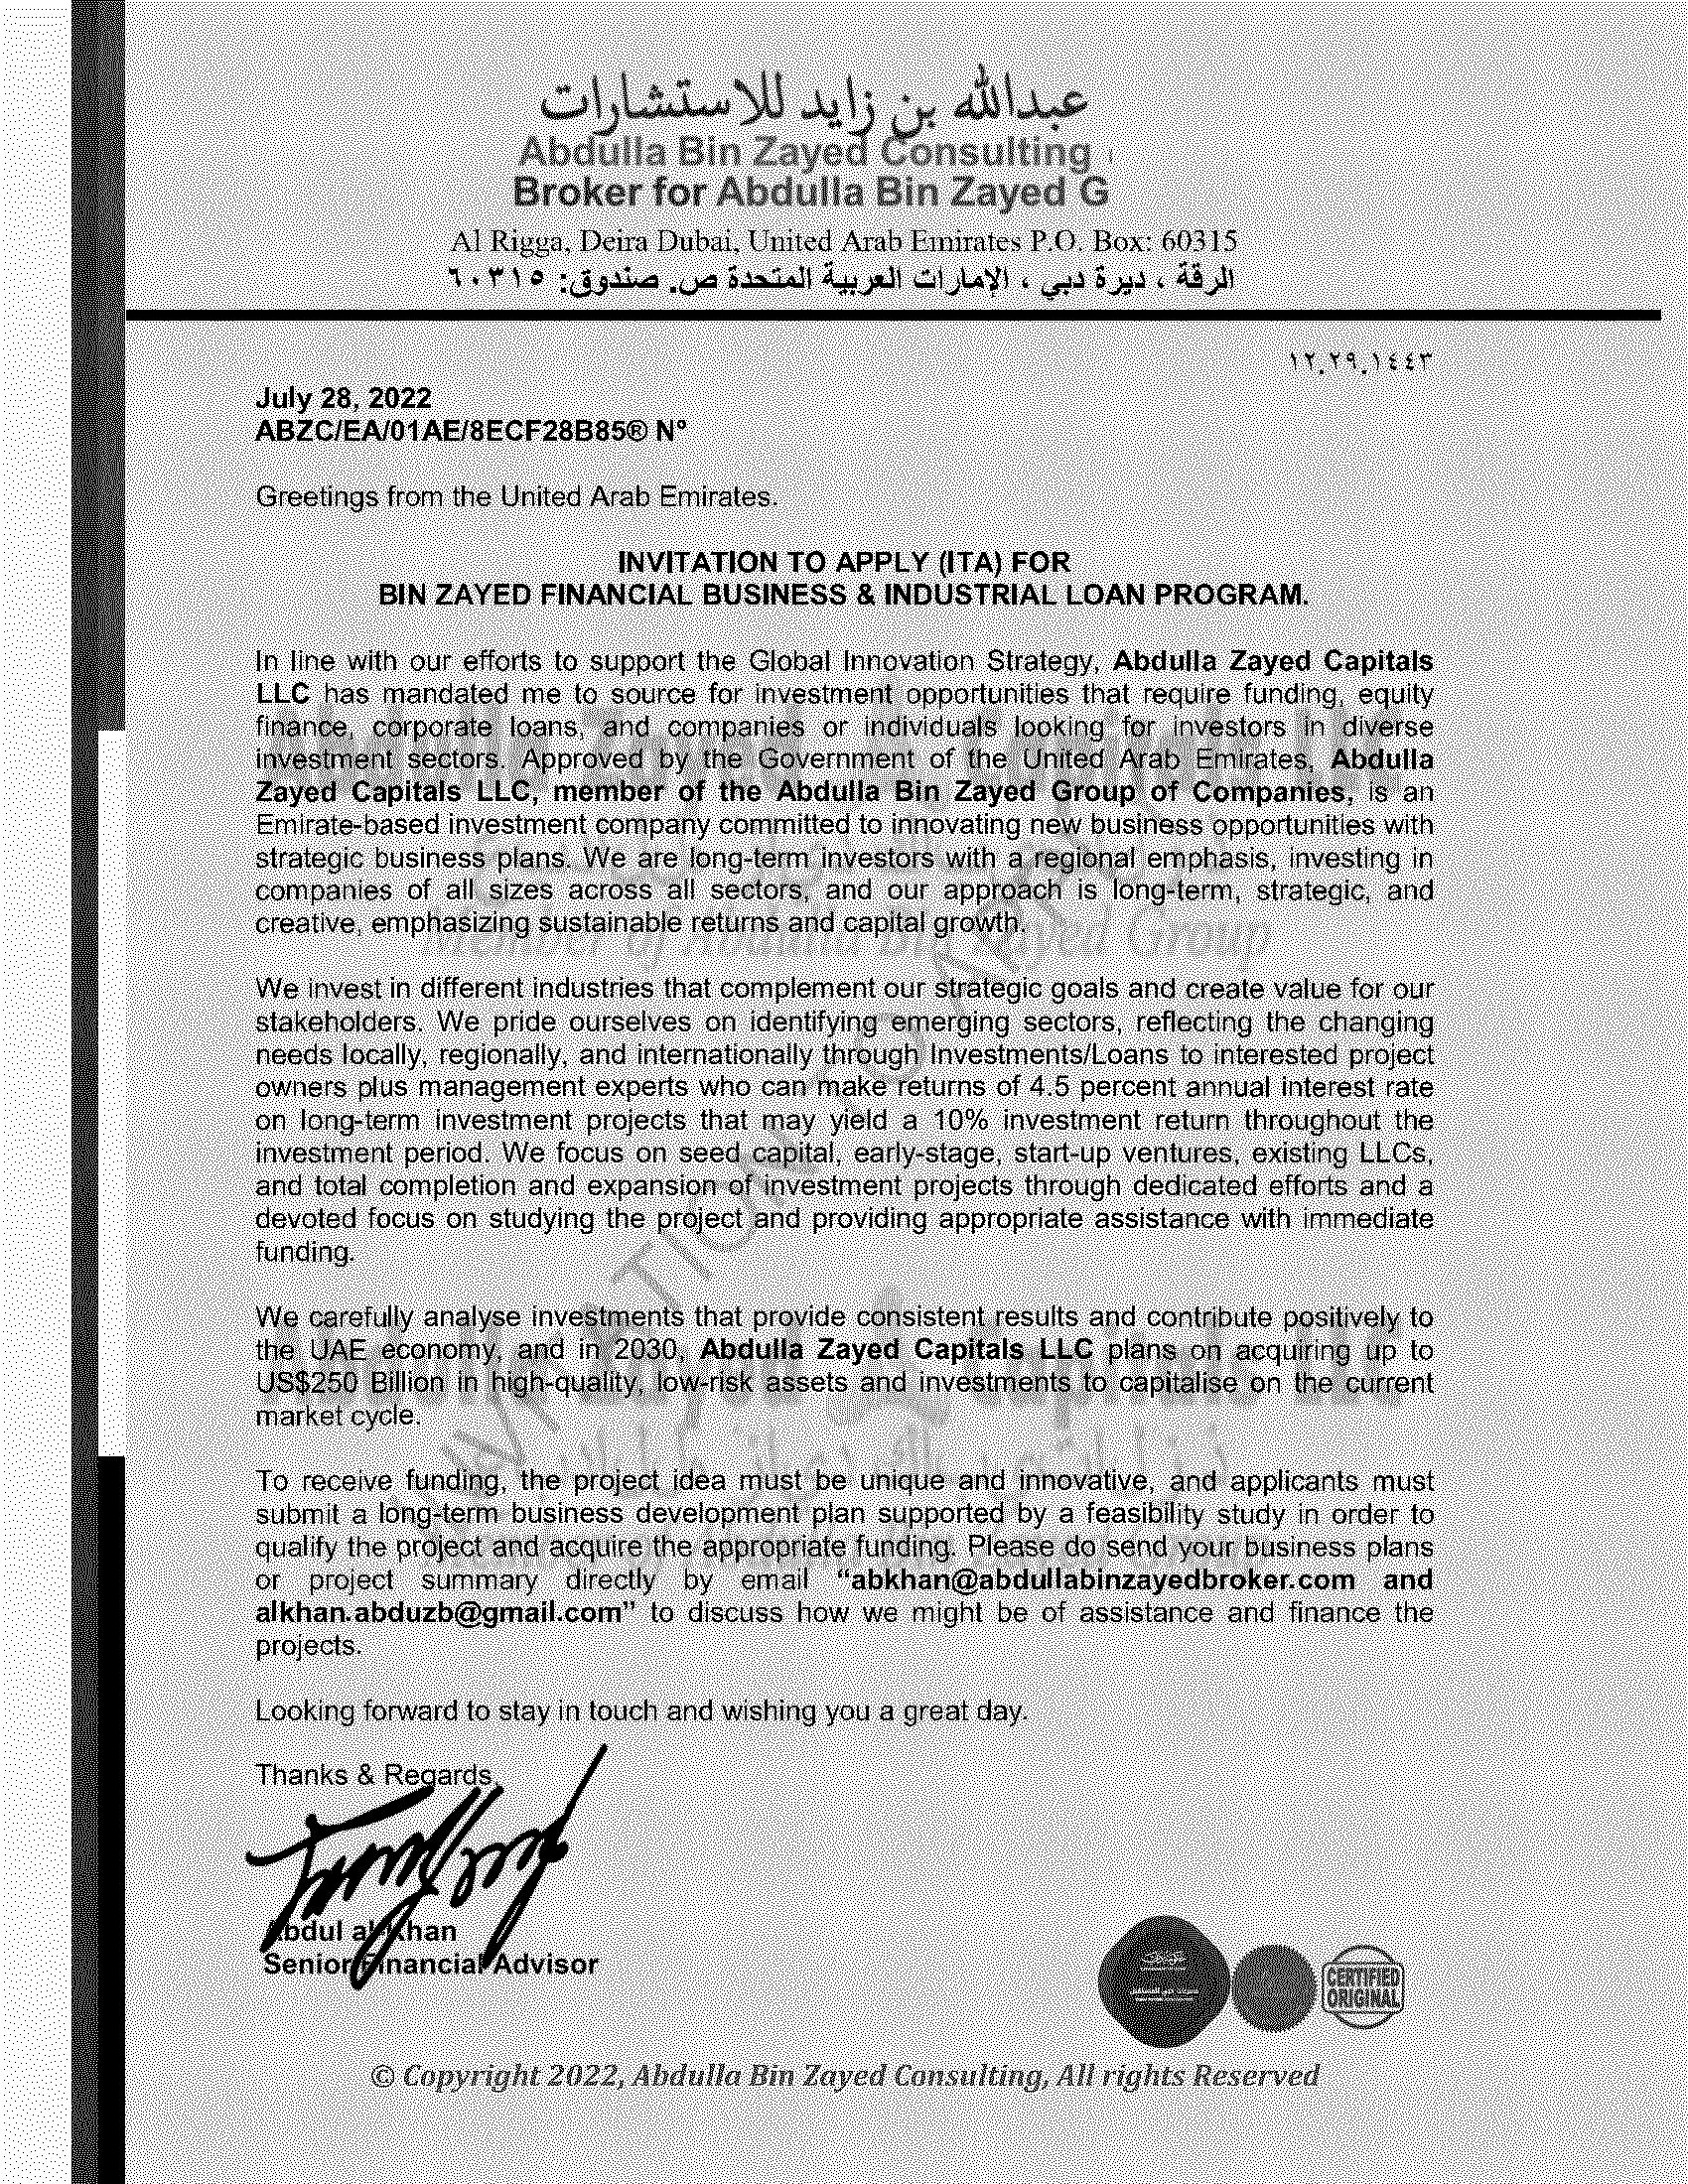 عبدالله بن زايد للاستشارات
Abdulla Bin Zayed Consulting
Broker for Abdulla Bin Zayed G
Al Rigga, Deira Dubai, United Arab Emirates P.O. Box: 60315
الرقة ، ديرة دبي ، الإمارات العربية المتحدة ص. صندوق: ٦٠٣١٥
١٢.٢٩.١٤٤٣
July 28, 2022
ABZC/EA/01AE/8ECF28B85® Nº
Greetings from the United Arab Emirates.
INVITATION TO APPLY (ITA) FOR
BIN ZAYED FINANCIAL BUSINESS & INDUSTRIAL LOAN PROGRAM.
In line with our efforts to support the Global Innovation Strategy, Abdulla Zayed Capitals
LLC has mandated me to source for investment opportunities that require funding, equity
finance, corporate loans, and companies or individuals looking for investors in diverse
investment sectors. Approved by the Government of the United Arab Emirates, Abdulla
Zayed Capitals LLC, member of the Abdulla Bin Zayed Group of Companies, is an
Emirate-based investment company committed to innovating new business opportunities with
strategic business plans. We are long-term investors with a regional emphasis, investing in
companies of all sizes across all sectors, and our approach is long-term, strategic, and
creative, emphasizing sustainable returns and capital growth.
We invest in different industries that complement our strategic goals and create value for our
stakeholders. We pride ourselves on identifying emerging sectors, reflecting the changing
needs locally, regionally, and internationally through Investments/Loans to interested project
owners plus management experts who can make returns of 4.5 percent annual interest rate
on long-term investment projects that may yield a 10% investment return throughout the
investment period. We focus on seed capital, early-stage, start-up ventures, existing LLCs,
and total completion and expansion of investment projects through dedicated efforts and a
devoted focus on studying the project and providing appropriate assistance with immediate
funding.
We carefully analyse investments that provide consistent results and contribute positively to
the UAE economy, and in 2030, Abdulla Zayed Capitals LLC plans on acquiring up to
US$250 Billion in high-quality, low-risk assets and investments to capitalise on the current
market cycle.
To receive funding, the project idea must be unique and innovative, and applicants must
submit a long-term business development plan supported by a feasibility study in order to
qualify the project and acquire the appropriate funding. Please do send your business plans
or project summary directly by email “abkhan@abdullabinzayedbroker.com and
alkhan.abduzb@gmail.com” to discuss how we might be of assistance and finance the
projects.
Looking forward to stay in touch and wishing you a great day.
Thanks & Regards,
Abdul al Khan
Senior Financial Advisor
CERTIFIED
ORIGINAL
© Copyright 2022, Abdulla Bin Zayed Consulting, All rights Reserved